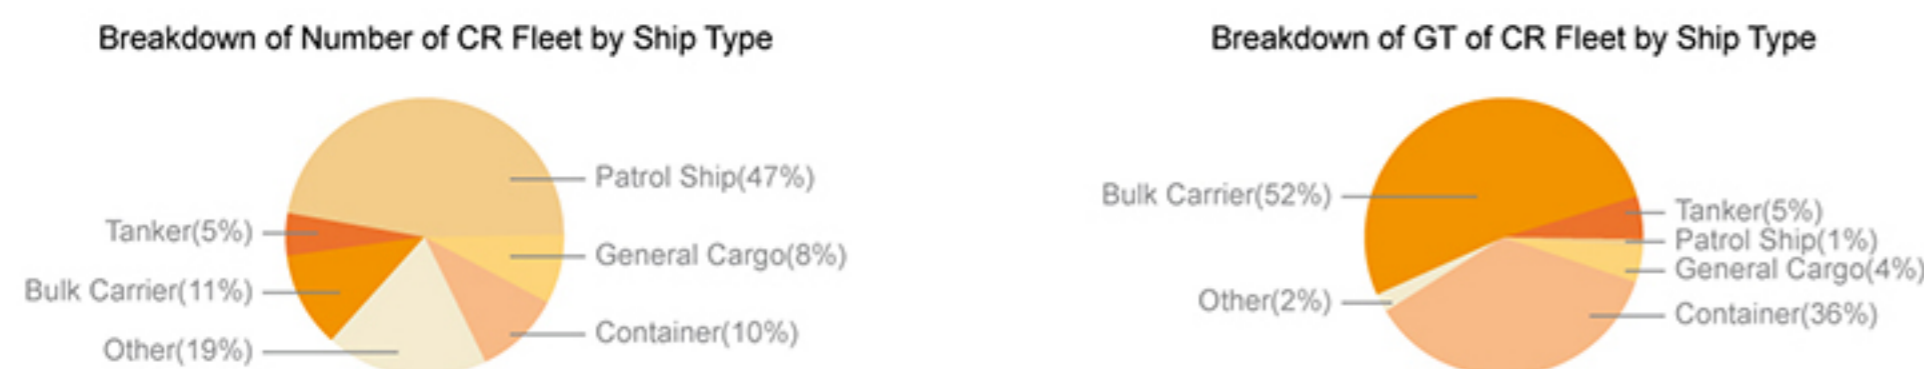 Breakdown of Number of CR Fleet by Ship Type
Patrol Ship(47%)
General Cargo(8%)
Container(10%)
Other(19%)
Bulk Carrier(11%)
Tanker(5%)
Breakdown of GT of CR Fleet by Ship Type
Bulk Carrier(52%)
Tanker(5%)
Patrol Ship(1%)
General Cargo(4%)
Container(36%)
Other(2%)